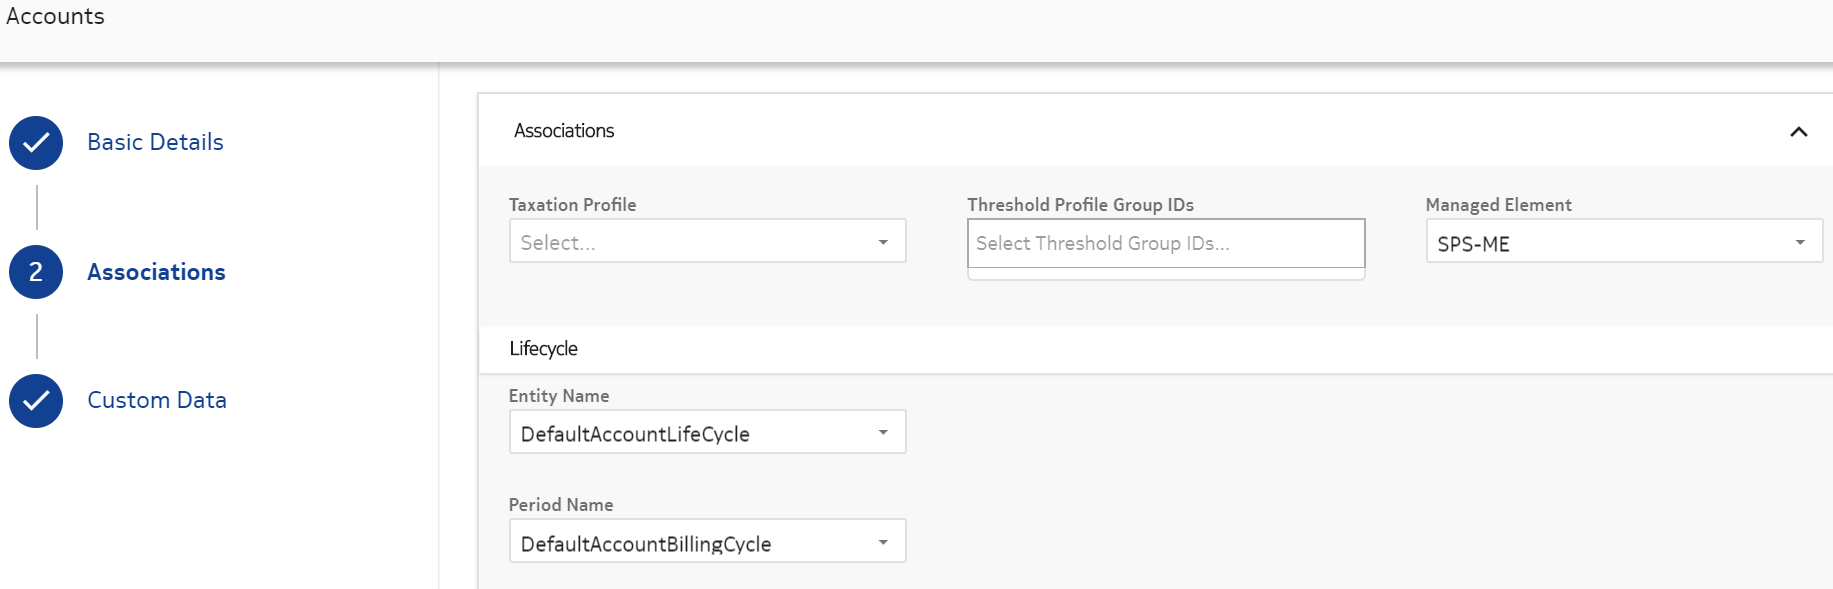 Accounts
Basic Details
2
Associations
Custom Data
Associations
Taxation Profile
Select...
Threshold Profile Group IDs
Select Threshold Group IDs...
Managed Element
SPS-ME
Lifecycle
Entity Name
DefaultAccountLifeCycle
Period Name
DefaultAccountBillingCycle